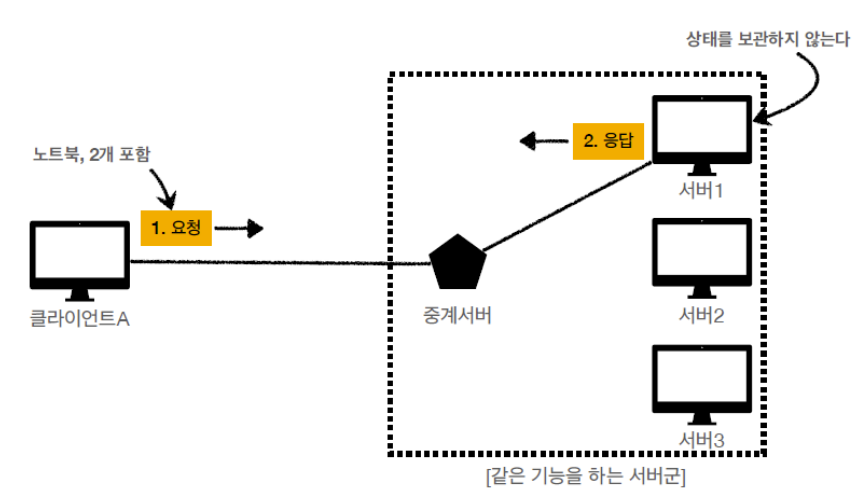 상태를 보관하지 않는다
2. 응답
노트북, 2개 포함
서버1
1. 요청
클라이언트A
중계서버
서버2
서버3
[같은 기능을 하는 서버군]